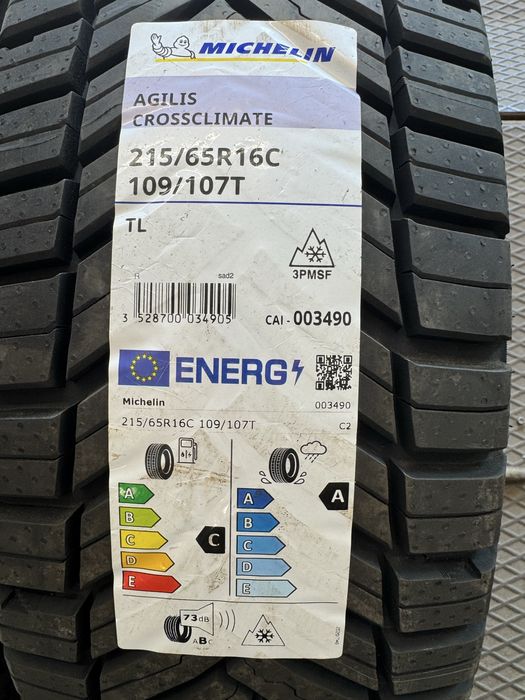 MICHELIN
AGILIS
CROSSCLIMATE
215/65R16C
109/107T
TL
3PMSF
R sad2
3 528700 034905
CAI - 003490
ENERG
Michelin 003490
215/65R16C 109/107T C2
A
B
C
D
E
C
A
B
C
D
E
A
73dB
ABC